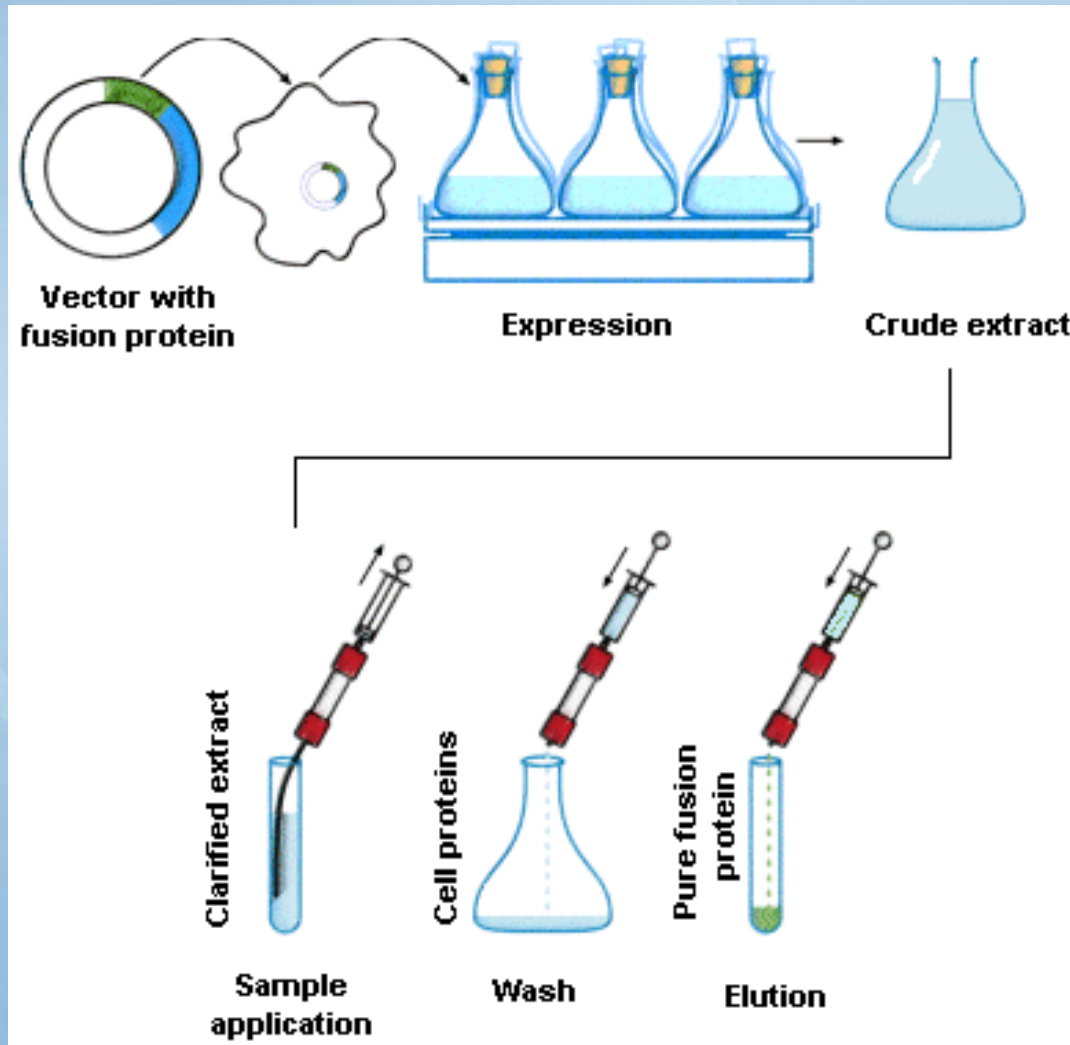 Vector with
fusion protein
Expression
Crude extract
Clarified extract
Sample
application
Cell proteins
Wash
Pure fusion
protein
Elution